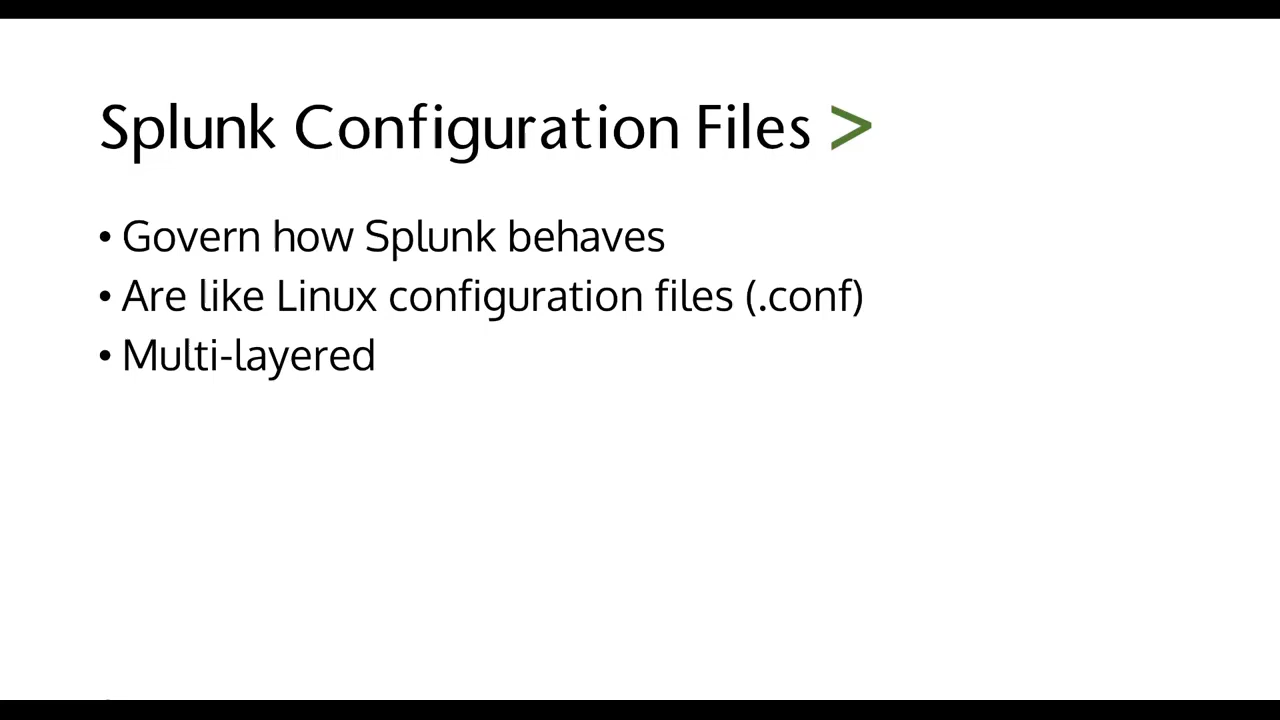 Splunk Configuration Files >
• Govern how Splunk behaves
• Are like Linux configuration files (.conf)
• Multi-layered